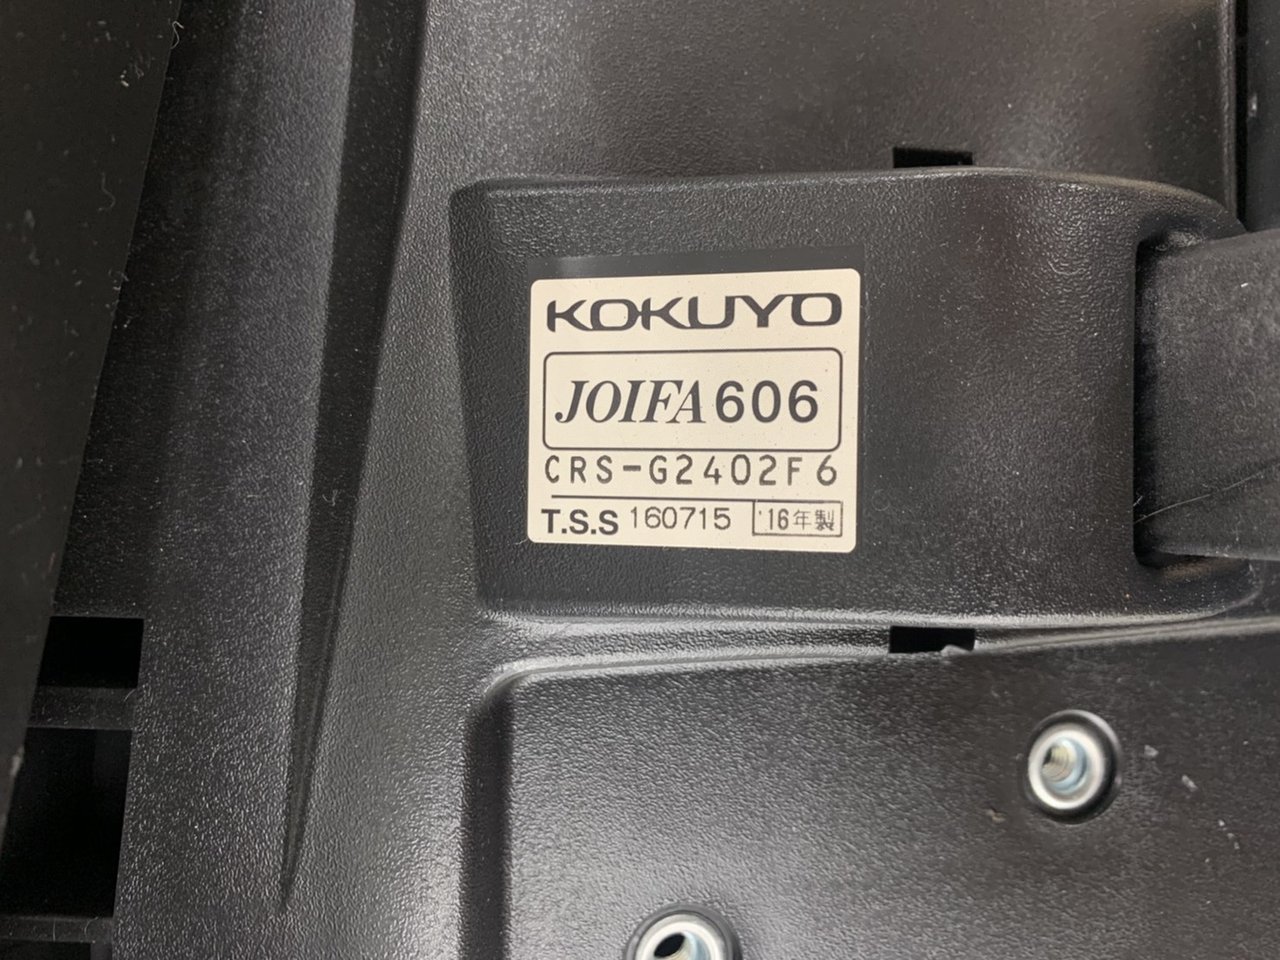 KOKUYO
JOIFA606
CRS-G2402F6
T.S.S 160715 '16年製